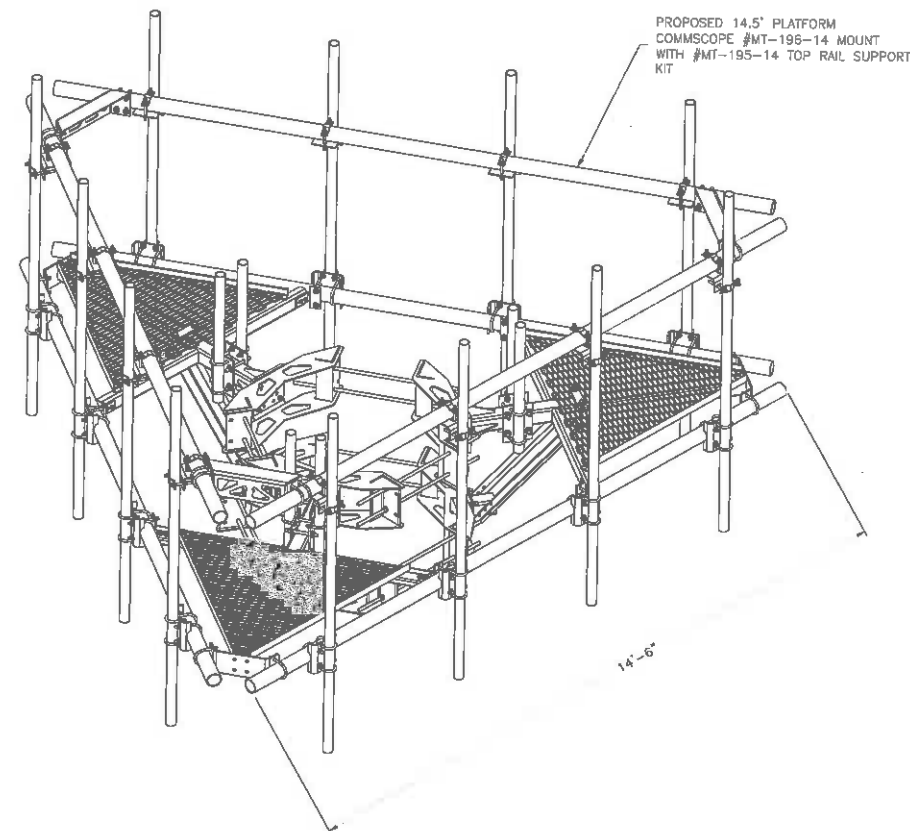 PROPOSED 14.5' PLATFORM
COMMSCOPE #MT-196-14 MOUNT
WITH #MT-195-14 TOP RAIL SUPPORT
KIT
14'-6"